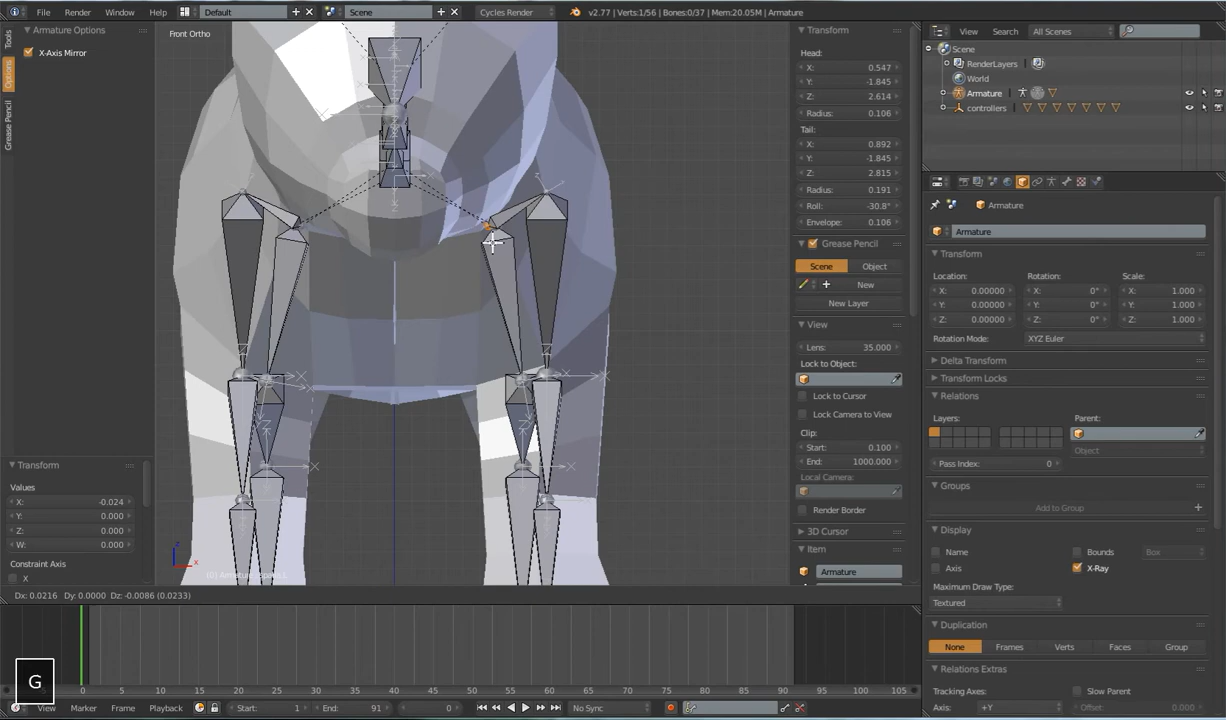 File Render Window Help Default Scene Cycles Render v2.77 | Verts:1/56 | Bones:0/37 | Mem:20.05M | Armature
Tools
Options
Grease Pencil
Armature Options
X-Axis Mirror
Transform
Values
X: -0.024
Y: 0.000
Z: 0.000
W: 0.000
Constraint Axis
X
Front Ortho
Dx: 0.0216 Dy: 0.0000 Dz: -0.0086 (0.0233)
Transform
Head:
X: 0.547
Y: -1.845
Z: 2.614
Radius: 0.106
Tail:
X: 0.892
Y: -1.845
Z: 2.815
Radius: 0.191
Roll: -30.8°
Envelope: 0.106
Grease Pencil
Scene Object
New
New Layer
View
Lens: 35.000
Lock to Object:
Lock to Cursor
Lock Camera to View
Clip:
Start: 0.100
End: 1000.000
Local Camera:
Render Border
3D Cursor
Item
Armature
View Search All Scenes
Scene
RenderLayers
World
Armature
controllers
Armature
Armature
Transform
Location: Rotation: Scale:
X: 0.00000 X: 0° X: 1.000
Y: 0.00000 Y: 0° Y: 1.000
Z: 0.00000 Z: 0° Z: 1.000
Rotation Mode: XYZ Euler
Delta Transform
Transform Locks
Relations
Layers: Parent:
Pass Index: 0 Object
Groups
Add to Group
Display
Name Bounds Box
Axis X-Ray
Maximum Draw Type:
Textured
Duplication
None Frames Verts Faces Group
Relations Extras
Tracking Axes: Slow Parent
Axis: +Y Offset: 0.000
G
0 5 10 15 20 25 30 35 40 45 50 55 60 65 70 75 80 85 90 95 100 105
View Marker Frame Playback Start: 1 End: 91 0 No Sync